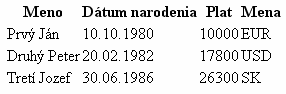 Meno Dátum narodenia Plat Mena
Prvý Ján 10.10.1980 10000 EUR
Druhý Peter 20.02.1982 17800 USD
Tretí Jozef 30.06.1986 26300 SK